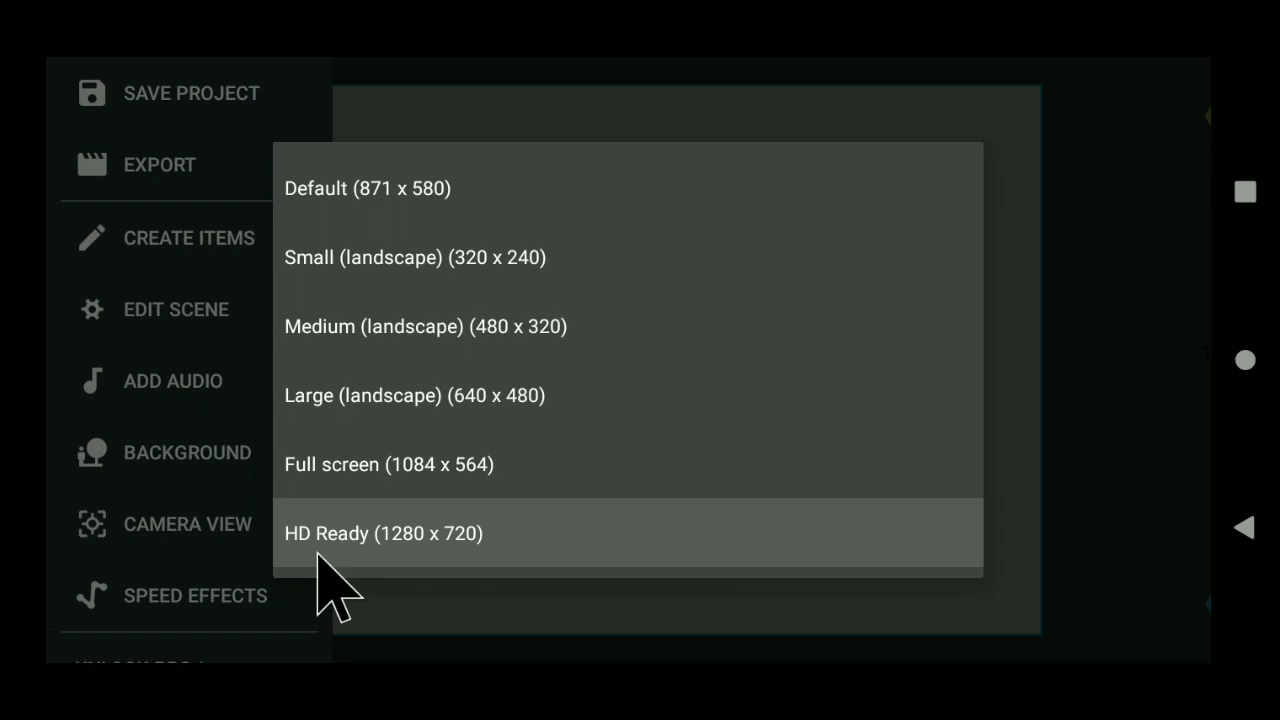 SAVE PROJECT
EXPORT
CREATE ITEMS
EDIT SCENE
ADD AUDIO
BACKGROUND
CAMERA VIEW
SPEED EFFECTS
Default (871 x 580)
Small (landscape) (320 x 240)
Medium (landscape) (480 x 320)
Large (landscape) (640 x 480)
Full screen (1084 x 564)
HD Ready (1280 x 720)